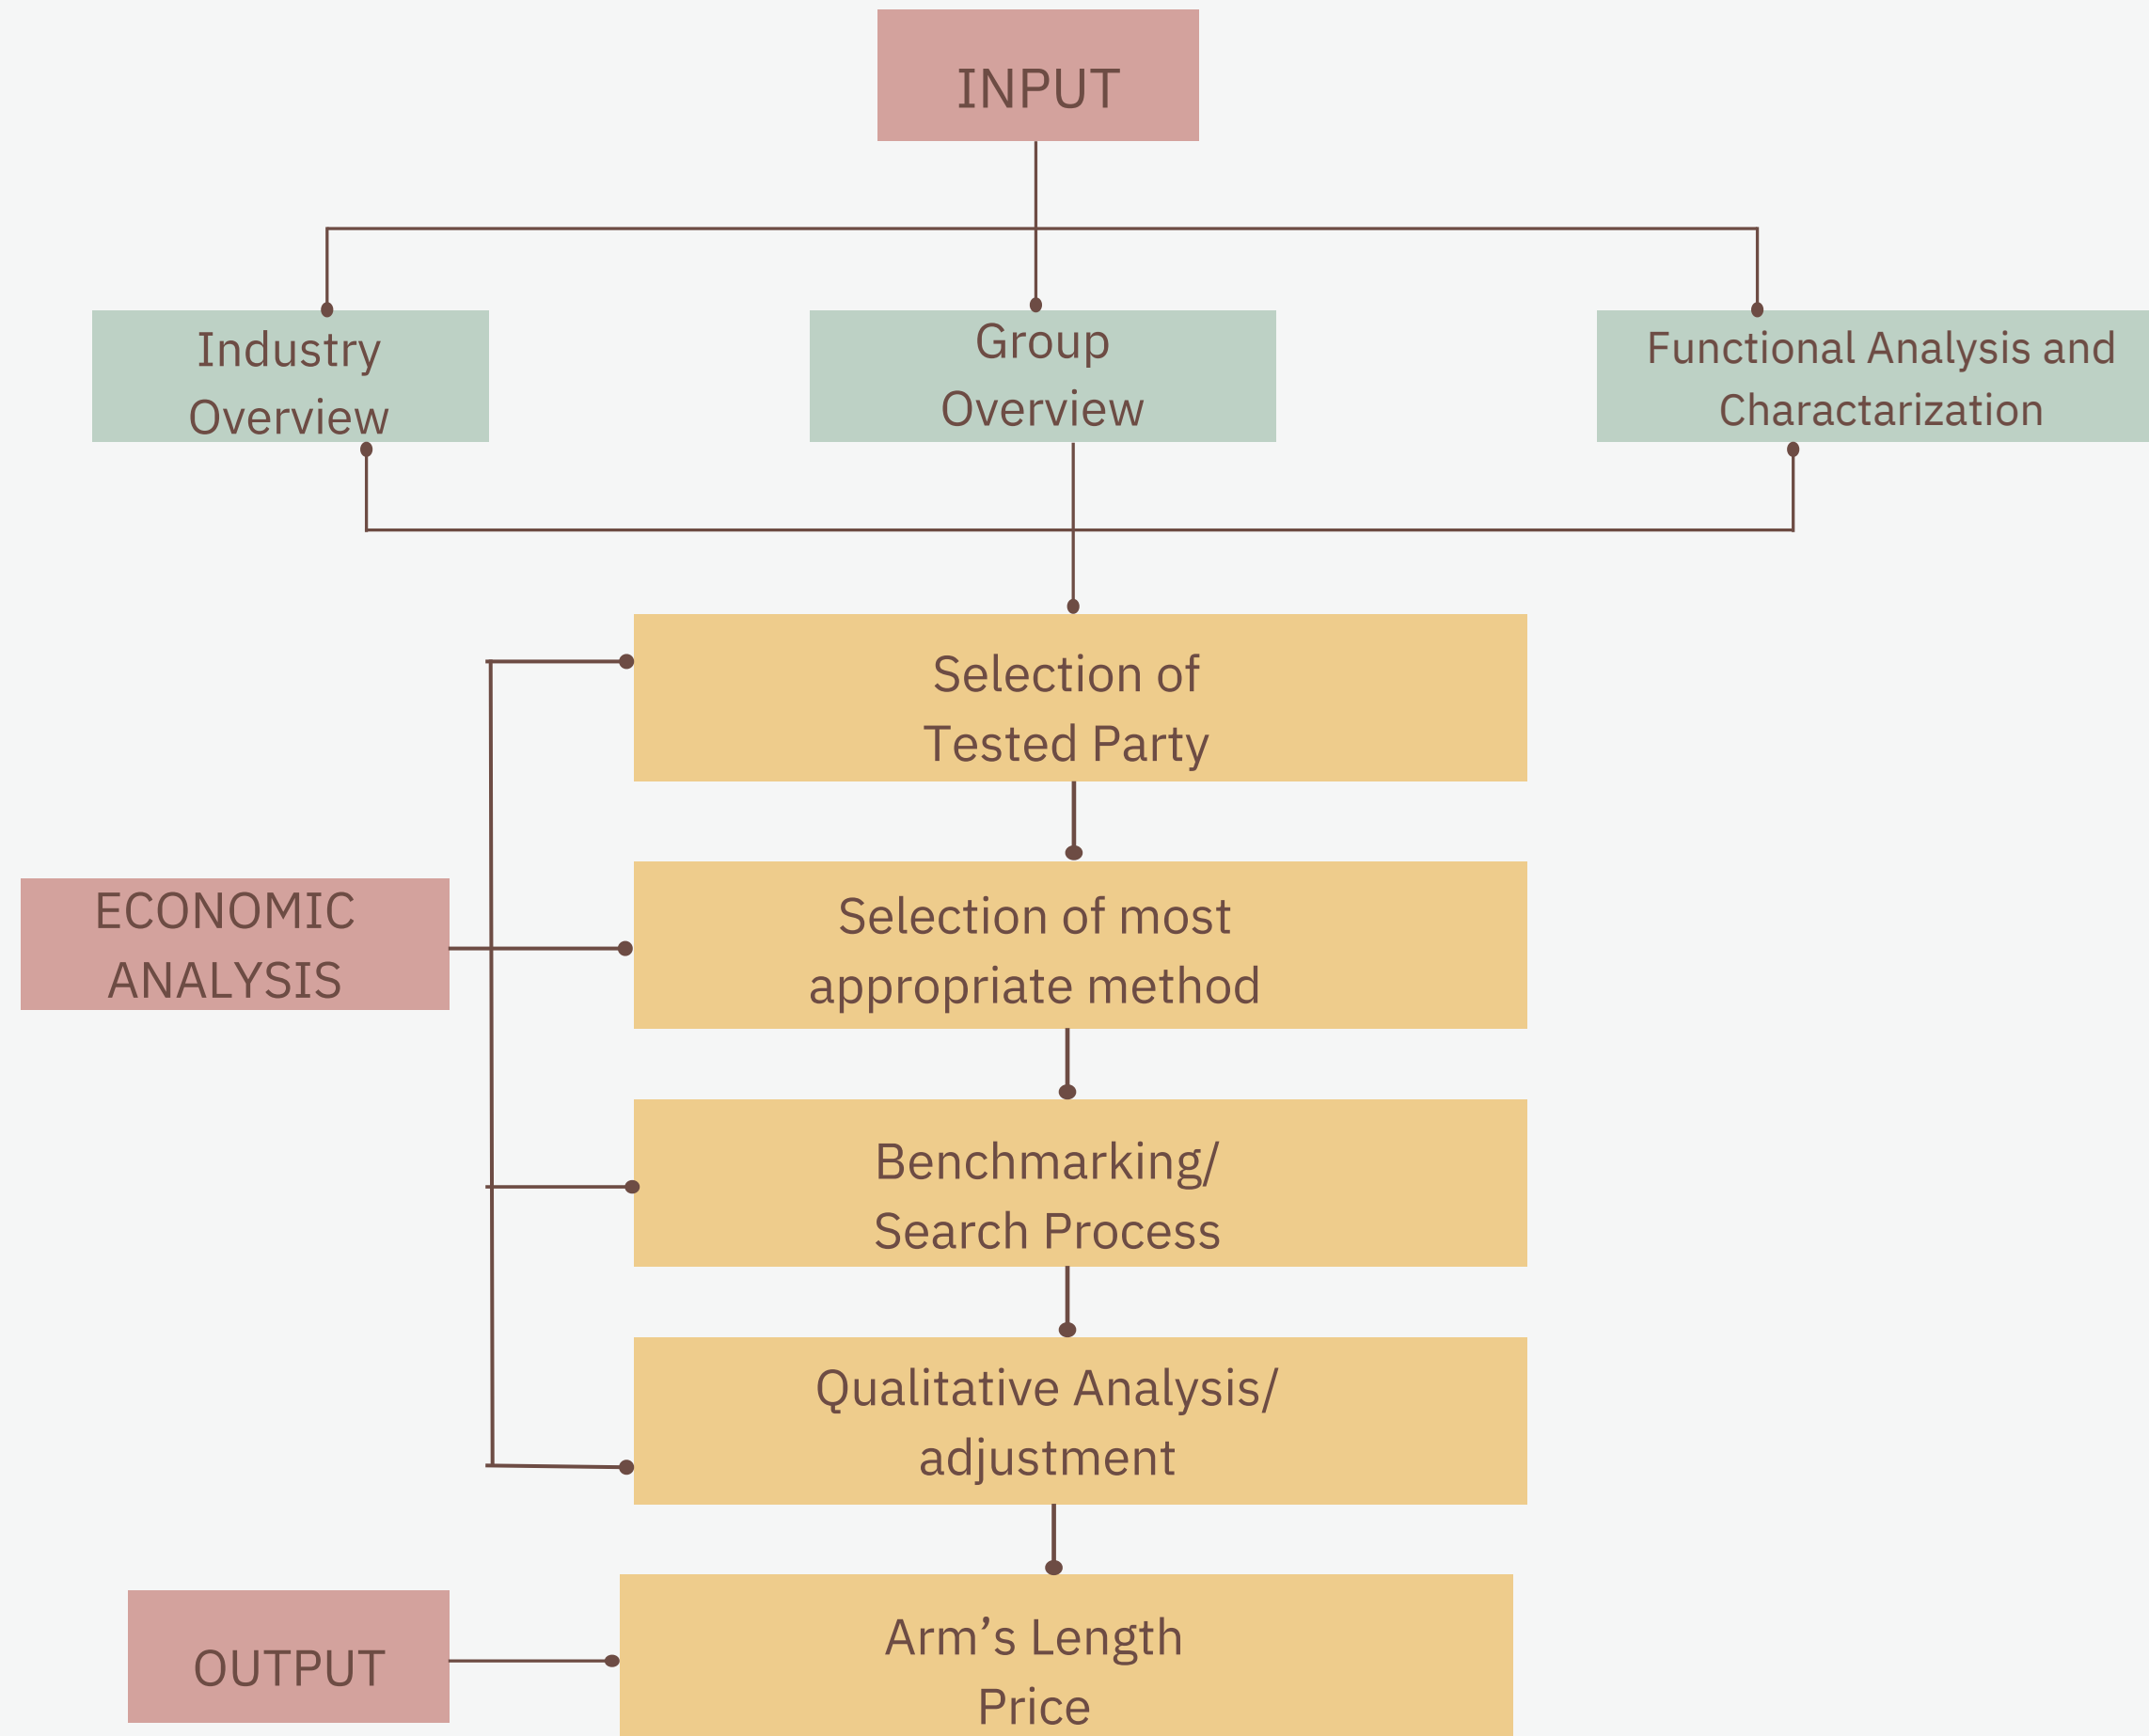 INPUT
Industry
Overview
Group
Overview
Functional Analysis and
Charactarization
Selection of
Tested Party
ECONOMIC
ANALYSIS
Selection of most
appropriate method
Benchmarking/
Search Process
Qualitative Analysis/
adjustment
OUTPUT
Arm’s Length
Price